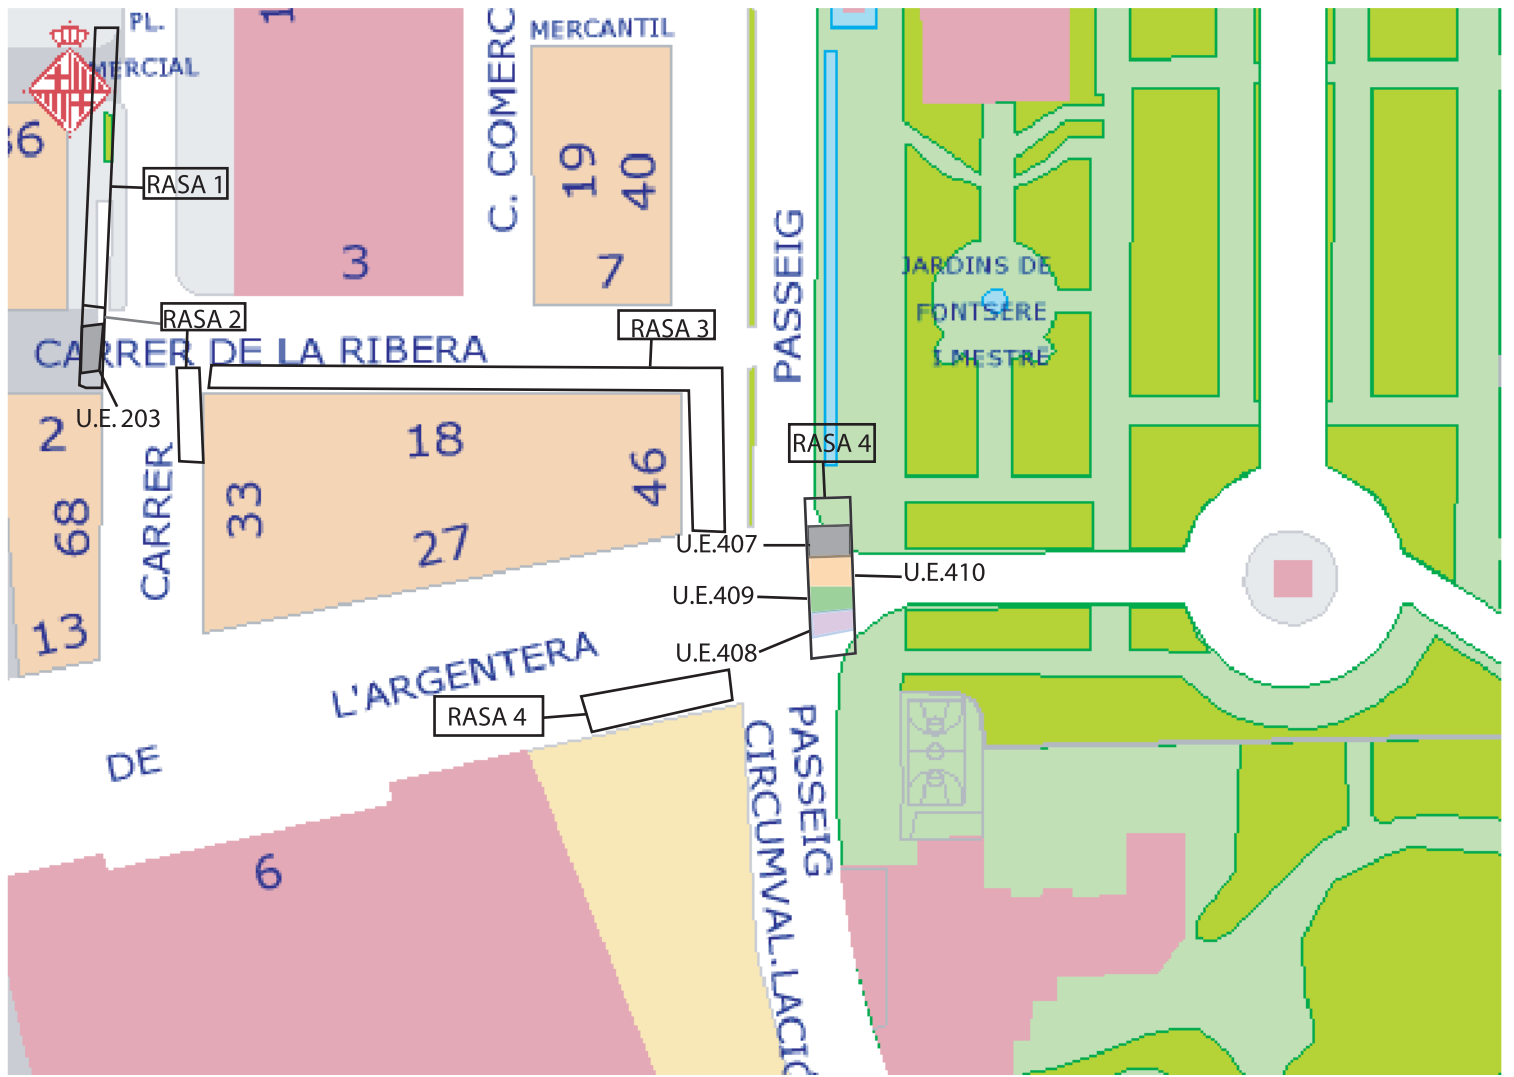 PL.
MERCIAL
MERCANTIL
C. COMERC
36
19
40
7
3
RASA 1
RASA 2
RASA 3
CARRER DE LA RIBERA
PASSEIG
JARDINS DE
FONTSERE
I MESTRE
U.E. 203
2
68
13
CARRER
18
33
46
27
RASA 4
U.E.407
U.E.410
U.E.409
U.E.408
L'ARGENTERA
RASA 4
DE
PASSEIG
CIRCUMVAL.LACIO
6